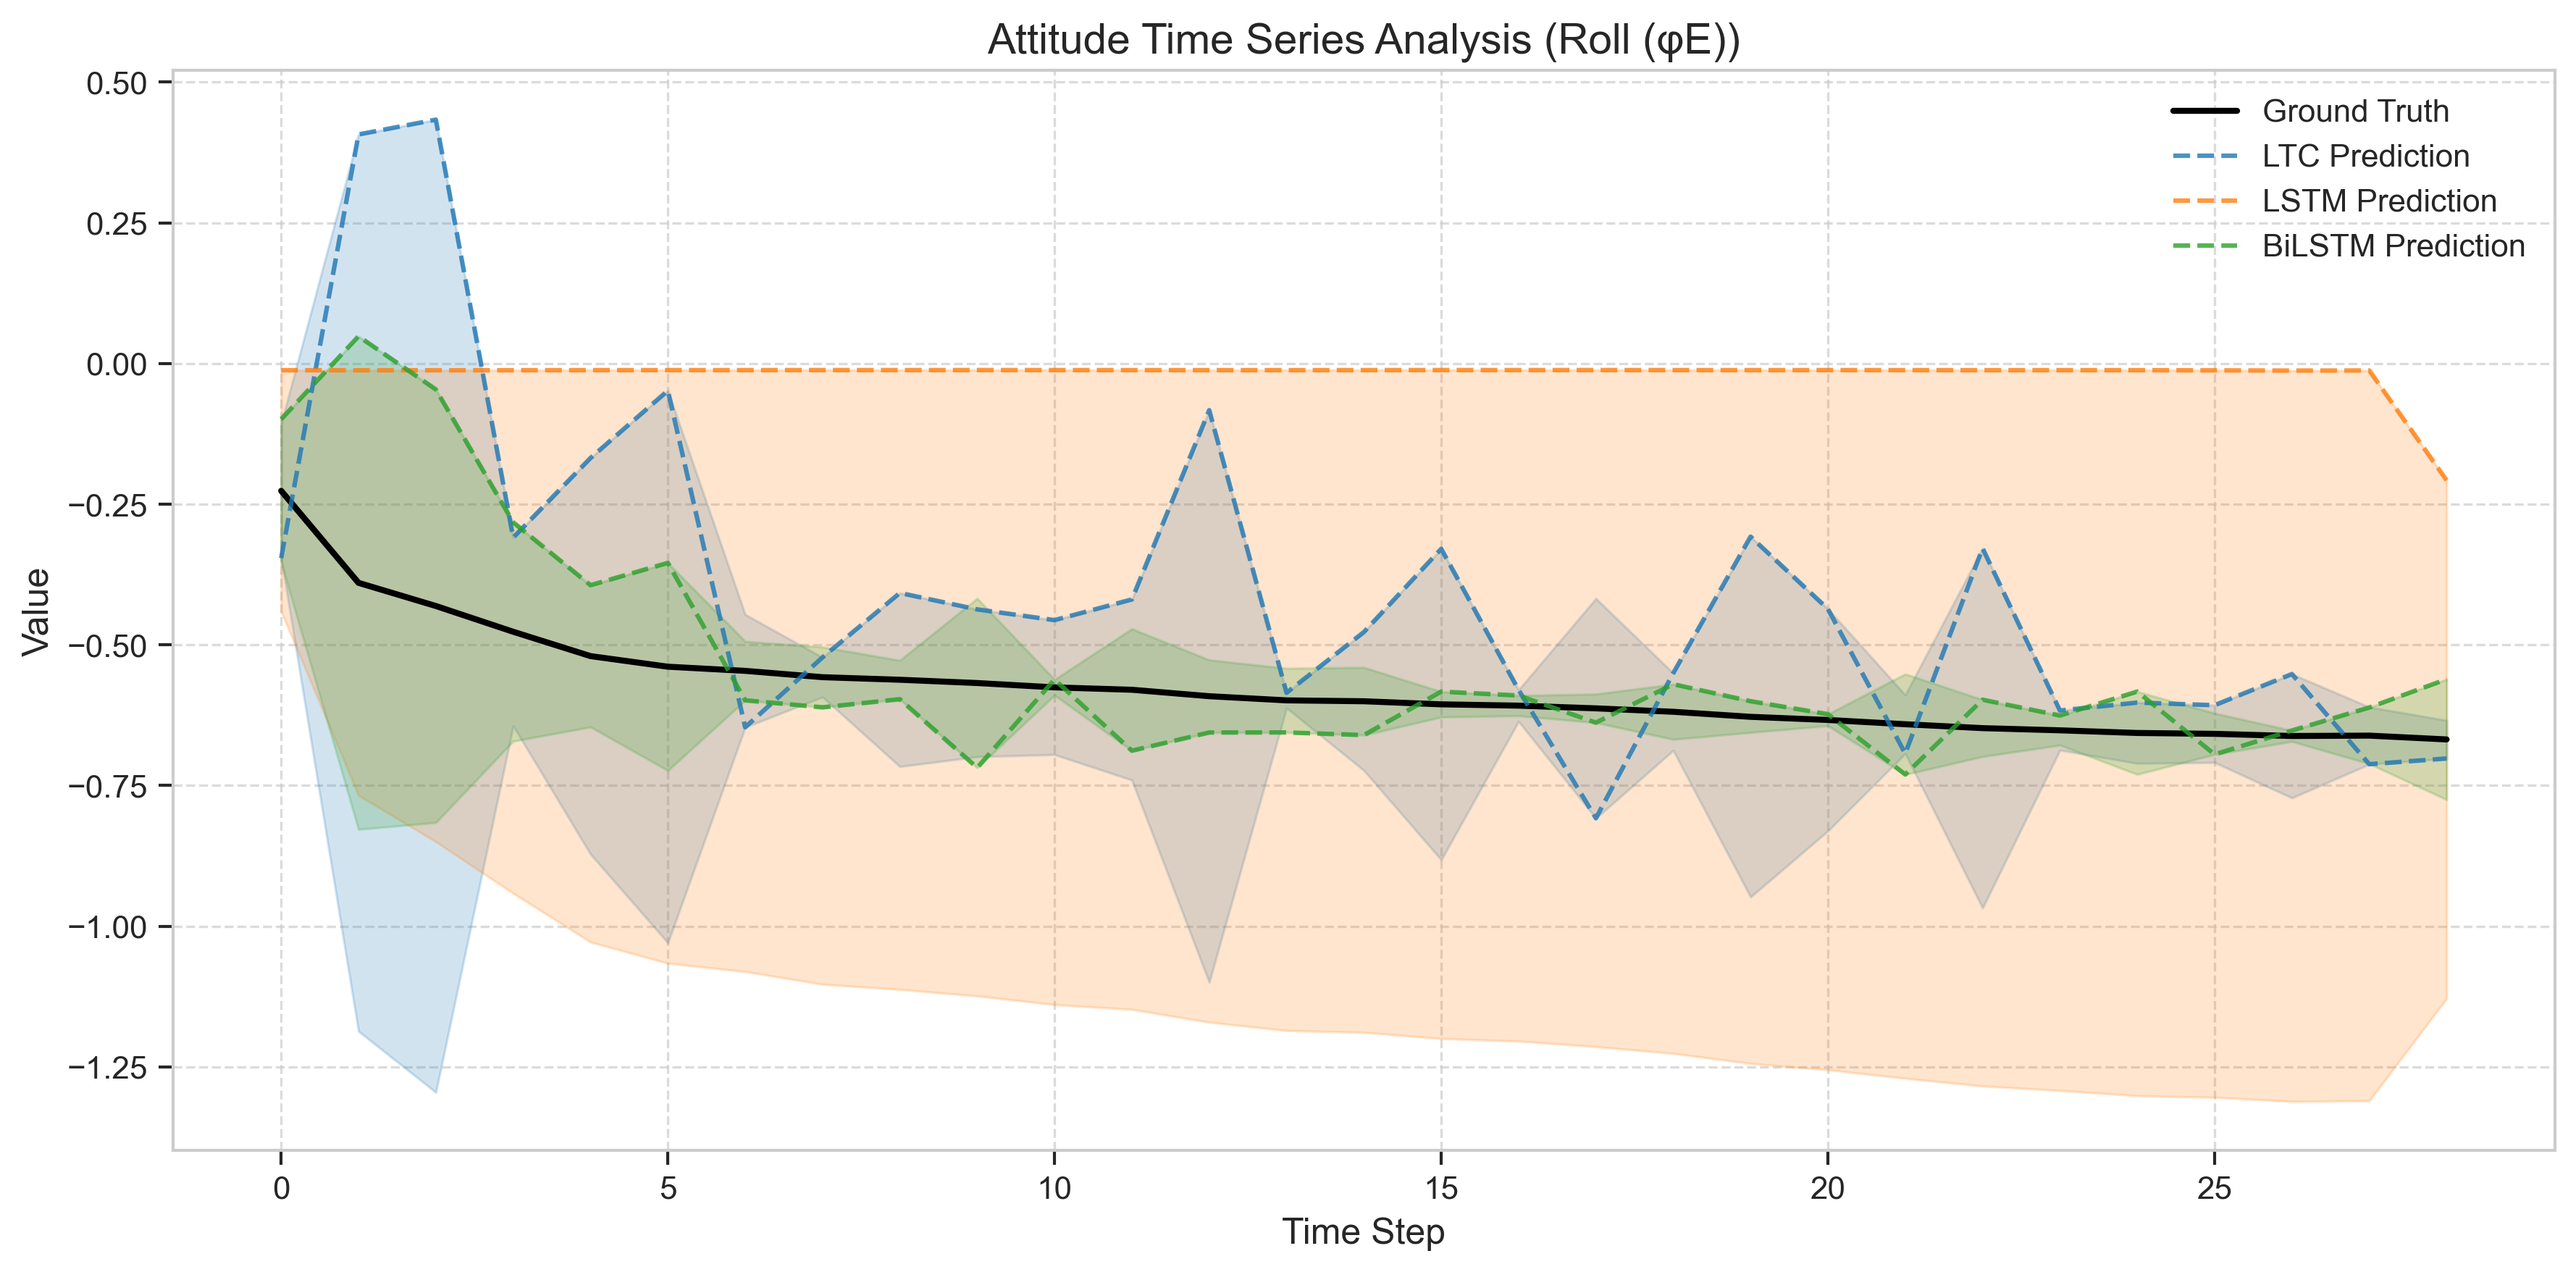 Attitude Time Series Analysis (Roll (φE))
Ground Truth
LTC Prediction
LSTM Prediction
BiLSTM Prediction
Value
0.50
0.25
0.00
−0.25
−0.50
−0.75
−1.00
−1.25
0 5 10 15 20 25
Time Step